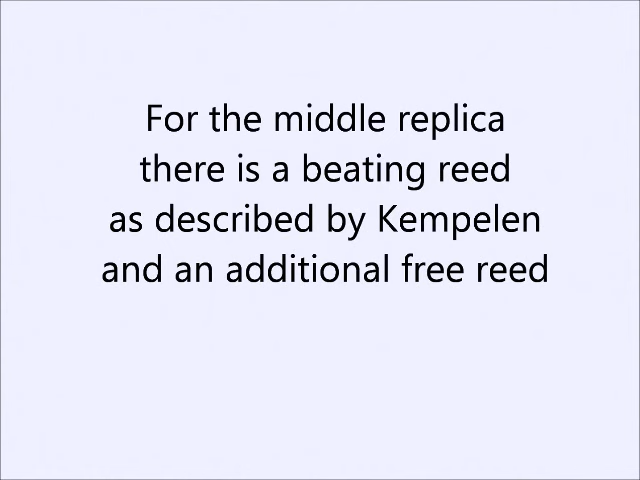 For the middle replica
there is a beating reed
as described by Kempelen
and an additional free reed